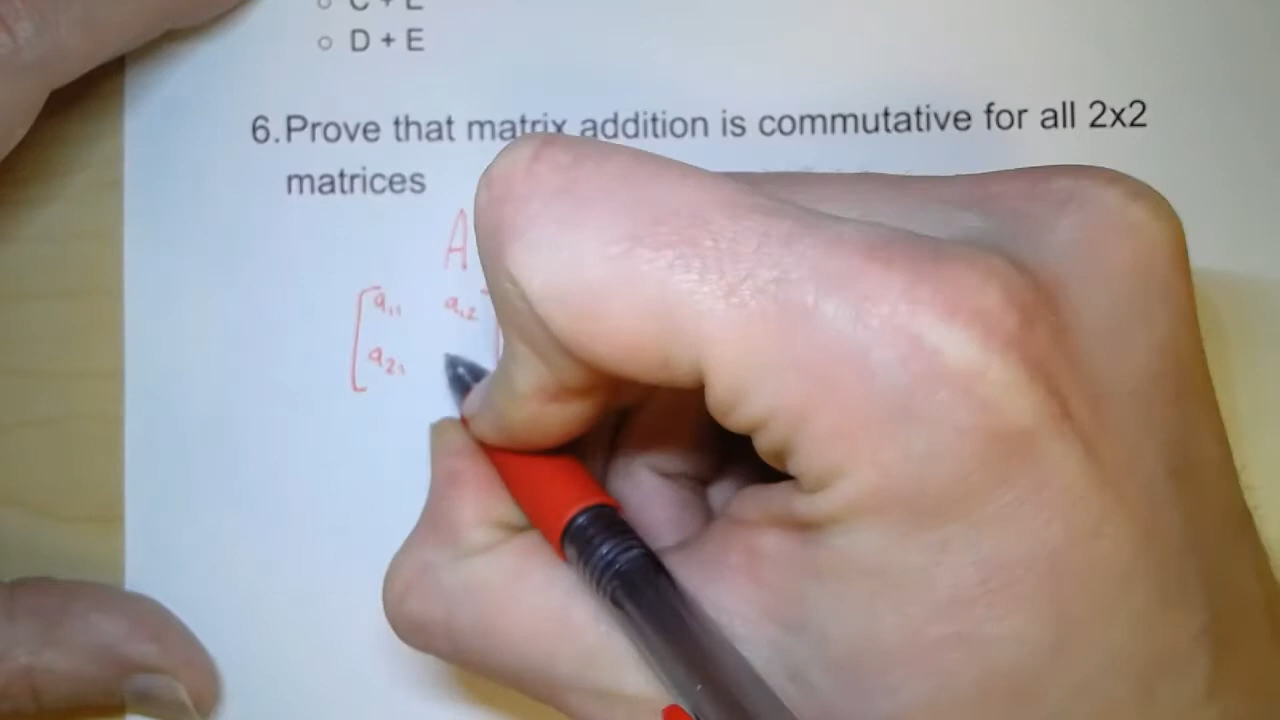 ○ C + E
○ D + E
6. Prove that matrix addition is commutative for all 2x2
matrices
A
a₁₁ a₁₂
a₂₁